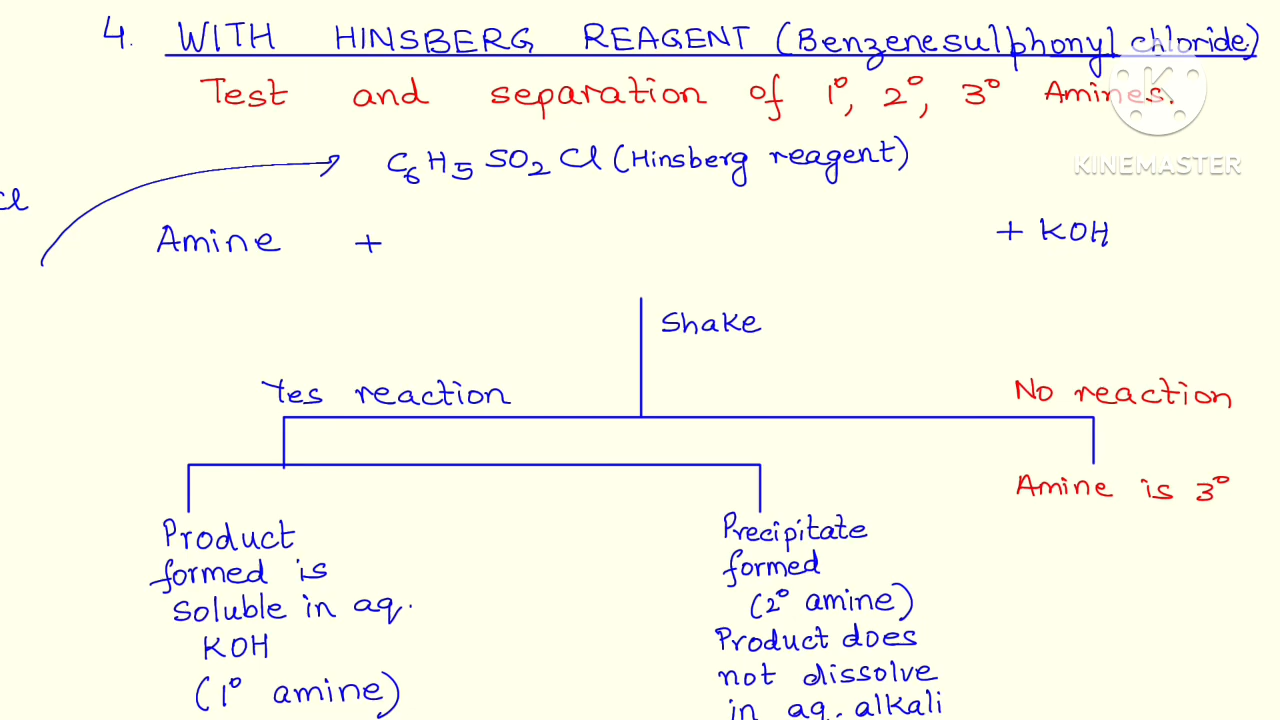 4. WITH HINSBERG REAGENT (Benzenesulphonyl chloride)
Test and separation of 1°, 2°, 3° Amines.
C6H5SO2Cl (Hinsberg reagent)
KINEMASTER
cl
Amine + + KOH
Shake
Yes reaction
No reaction
Amine is 3°
Product
formed is
soluble in aq.
KOH
(1° amine)
Precipitate
formed
(2° amine)
Product does
not dissolve
in aq. alkali